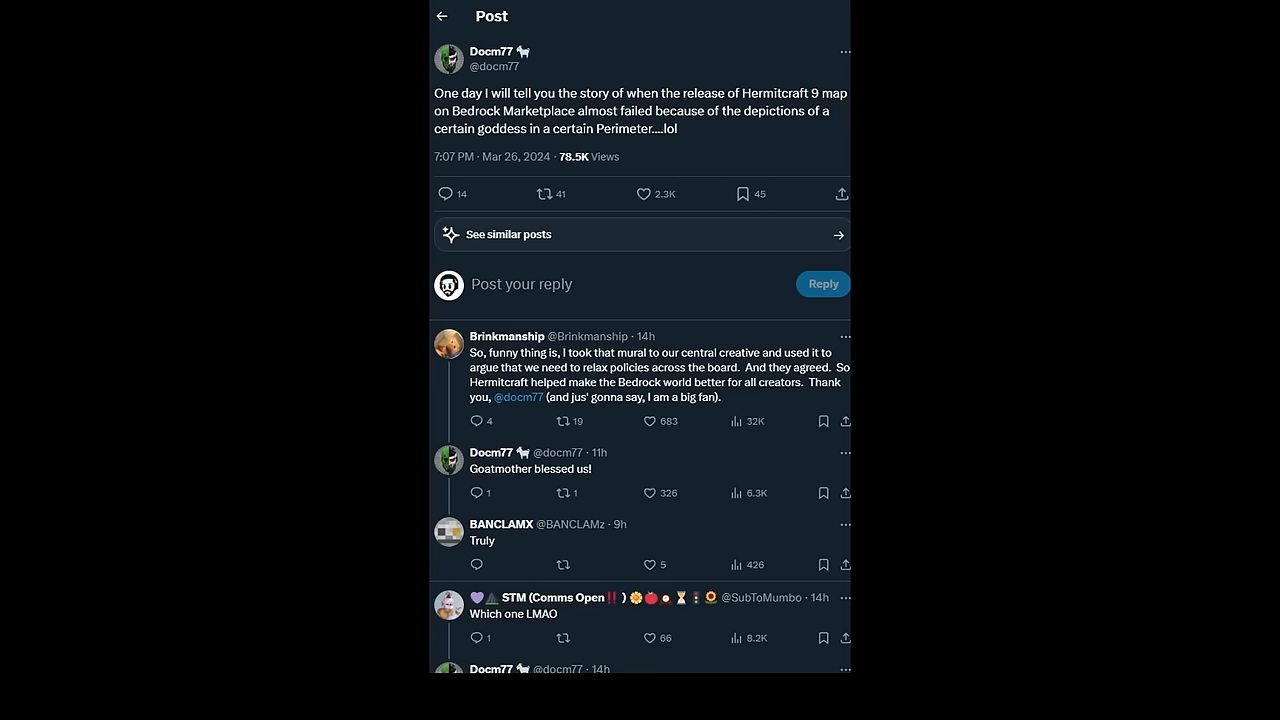 Post
Docm77 🐐
@docm77
One day I will tell you the story of when the release of Hermitcraft 9 map
on Bedrock Marketplace almost failed because of the depictions of a
certain goddess in a certain Perimeter....lol
7:07 PM · Mar 26, 2024 · 78.5K Views
14 41 2.3K 45
See similar posts
Post your reply
Reply
Brinkmanship @Brinkmanship · 14h
So, funny thing is, I took that mural to our central creative and used it to
argue that we need to relax policies across the board. And they agreed. So
Hermitcraft helped make the Bedrock world better for all creators. Thank
you, @docm77 (and jus' gonna say, I am a big fan).
4 19 683 32K
Docm77 🐐 @docm77 · 11h
Goatmother blessed us!
1 1 326 6.3K
BANCLAMX @BANCLAMz · 9h
Truly
5 426
STM (Comms Open‼️ ) @SubToMumbo · 14h
Which one LMAO
1 66 8.2K
Docm77 🐐 @docm77 · 14h